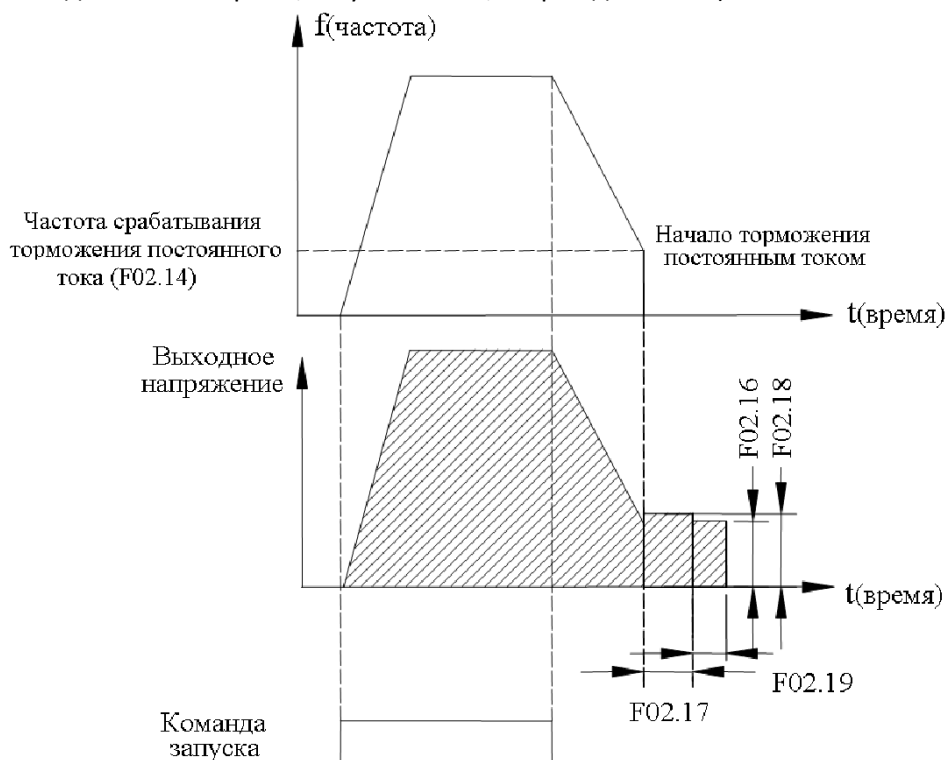 f(частота)
Частота срабатывания
торможения постоянного
тока (F02.14)
Начало торможения
постоянным током
t(время)
Выходное
напряжение
F02.16
F02.18
t(время)
F02.19
F02.17
Команда
запуска